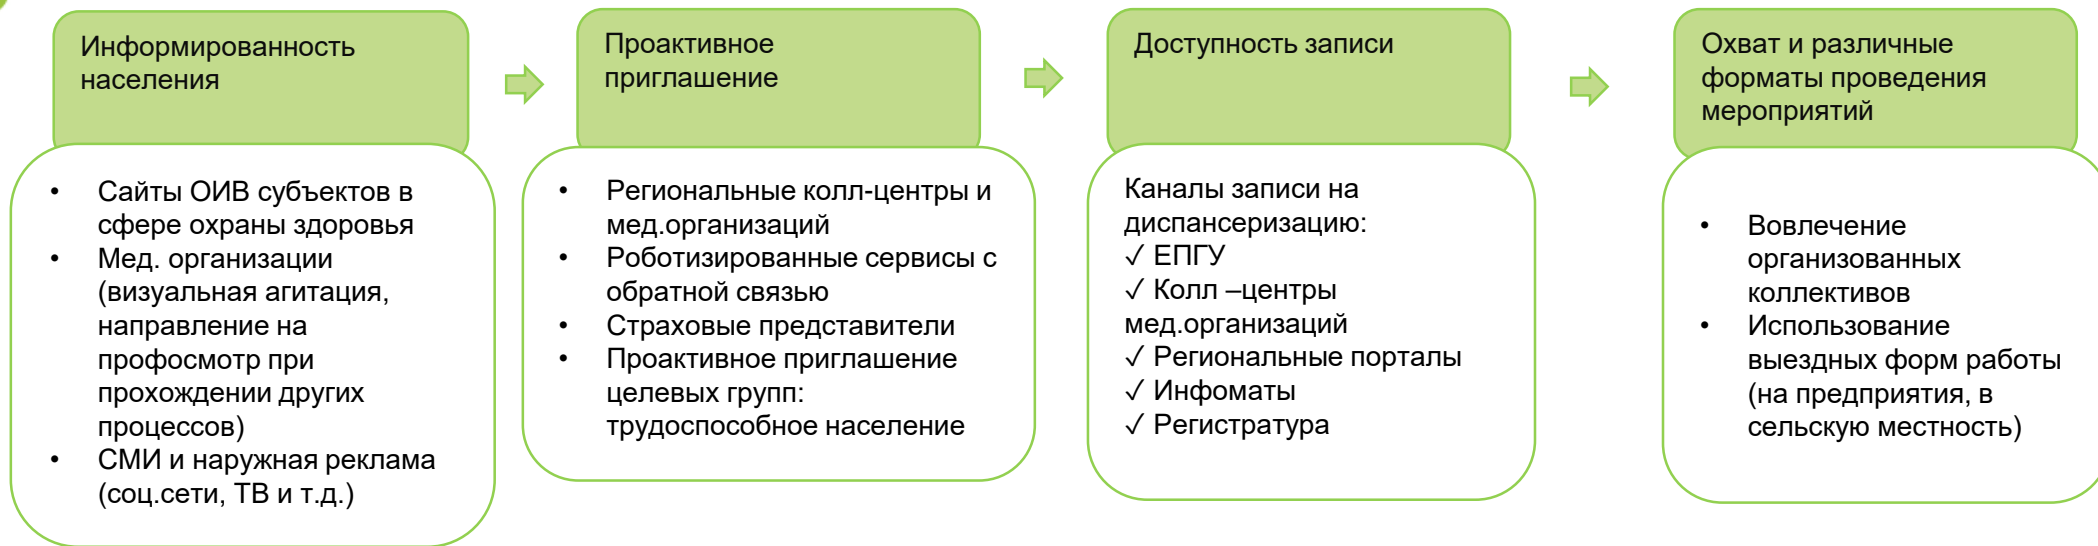 Информированность
населения
• Сайты ОИВ субъектов в
сфере охраны здоровья
• Мед. организации
(визуальная агитация,
направление на
профосмотр при
прохождении других
процессов)
• СМИ и наружная реклама
(соц.сети, ТВ и т.д.)
Проактивное
приглашение
• Региональные колл-центры и
мед.организаций
• Роботизированные сервисы с
обратной связью
• Страховые представители
• Проактивное приглашение
целевых групп:
трудоспособное население
Доступность записи
Каналы записи на
диспансеризацию:
✓ ЕПГУ
✓ Колл –центры
мед.организаций
✓ Региональные порталы
✓ Инфоматы
✓ Регистратура
Охват и различные
форматы проведения
мероприятий
• Вовлечение
организованных
коллективов
• Использование
выездных форм работы
(на предприятия, в
сельскую местность)